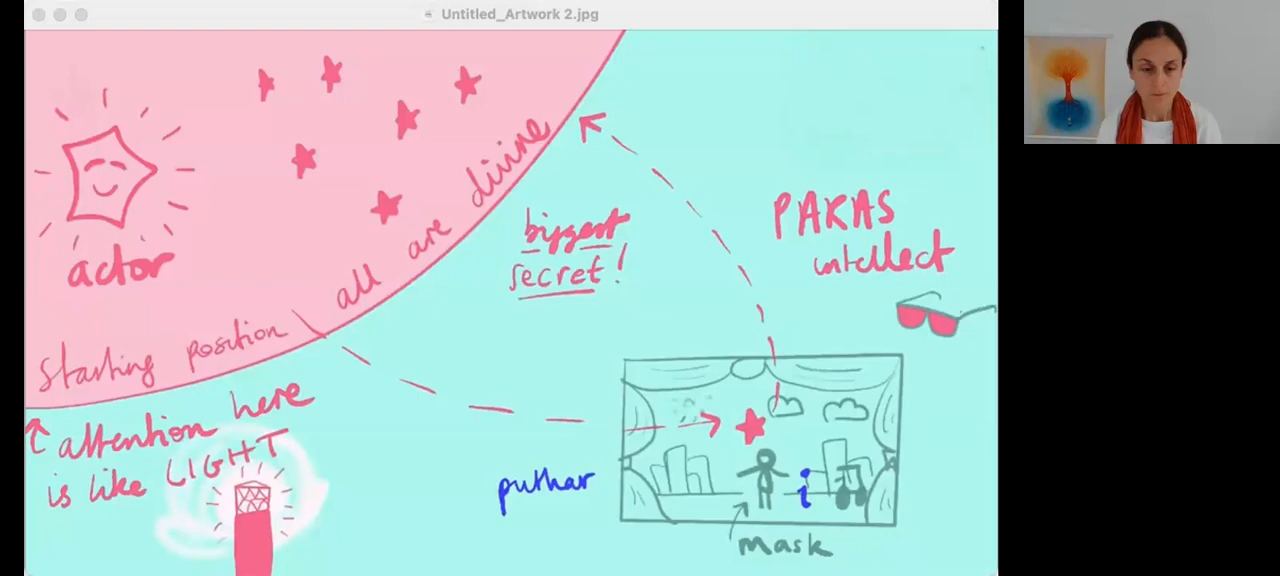 Untitled_Artwork 2.jpg
actor
starting position
all are divine
attention here
is like LIGHT
biggest
secret!
PAKAS
intellect
puthar
mask